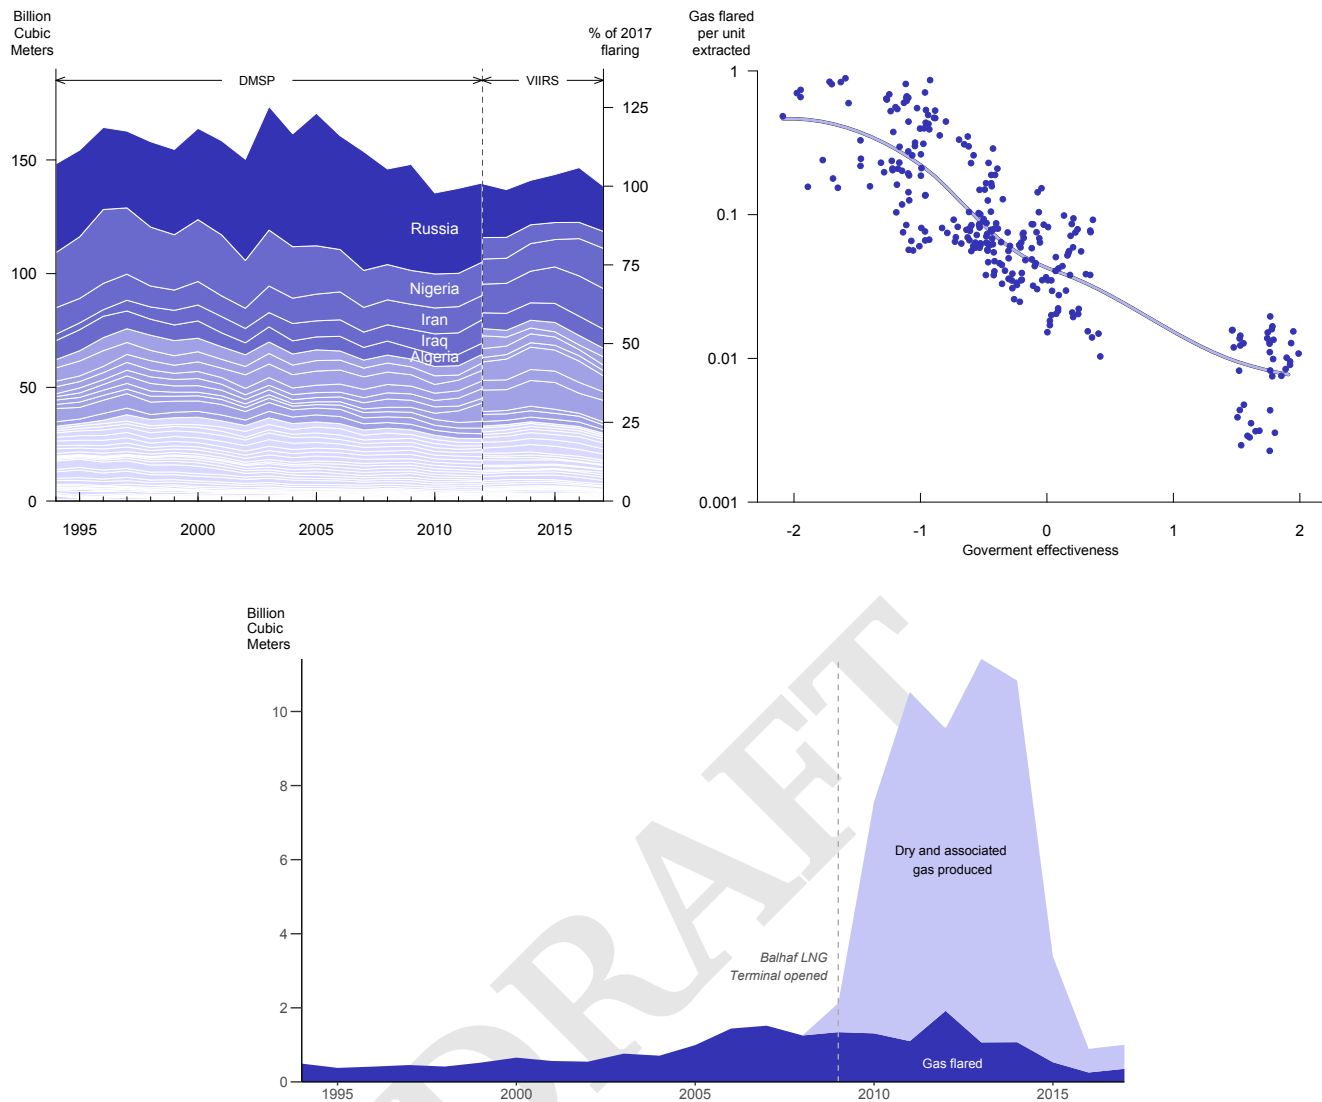 Billion
Cubic
Meters
% of 2017
flaring
DMSP
VIIRS
150
100
50
0
125
100
75
50
25
0
Russia
Nigeria
Iran
Iraq
Algeria
1995
2000
2005
2010
2015
Gas flared
per unit
extracted
1
0.1
0.01
0.001
-2
-1
0
1
2
Goverment effectiveness
Billion
Cubic
Meters
10
8
6
4
2
0
Dry and associated
gas produced
Balhaf LNG
Terminal opened
Gas flared
1995
2000
2005
2010
2015
DRAFT